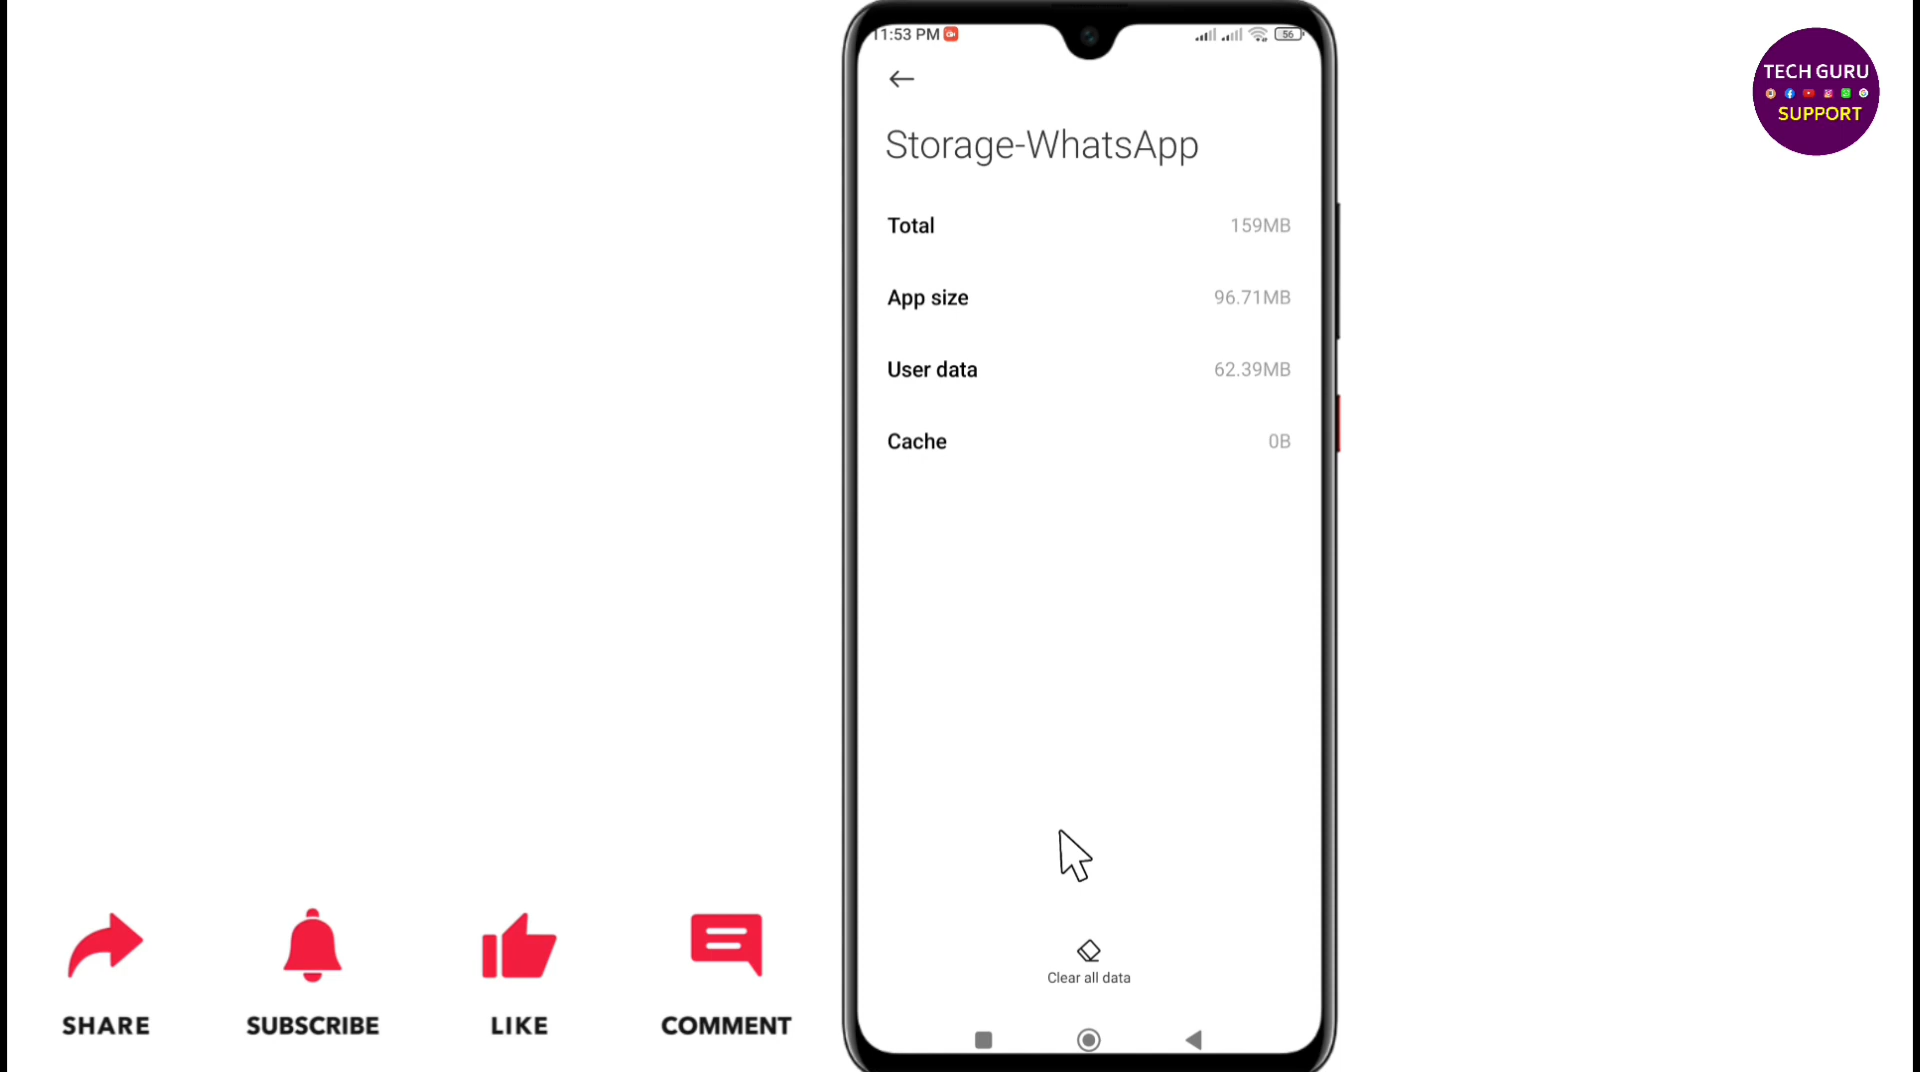 11:53 PM
56
Storage-WhatsApp
Total 159MB
App size 96.71MB
User data 62.39MB
Cache 0B
Clear all data
TECH GURU
SUPPORT
SHARE
SUBSCRIBE
LIKE
COMMENT